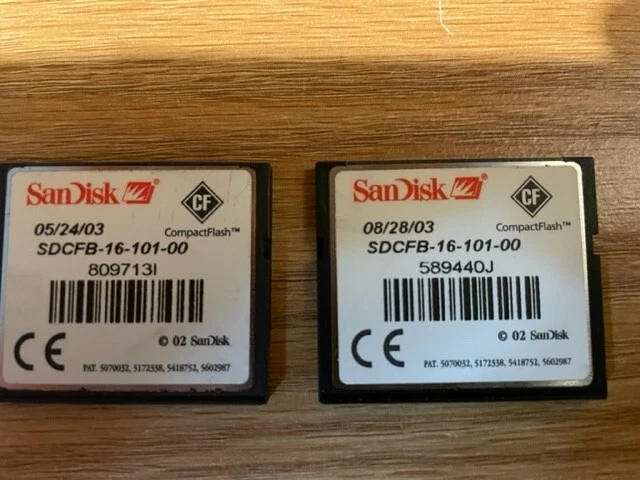 SanDisk
CF
05/24/03
CompactFlash™
SDCFB-16-101-00
809713I
CE
© 02 SanDisk
PAT. 5070032, 5172338, 5418752, 5602987
SanDisk
CF
08/28/03
CompactFlash™
SDCFB-16-101-00
589440J
CE
© 02 SanDisk
PAT. 5070032, 5172338, 5418752, 5602987